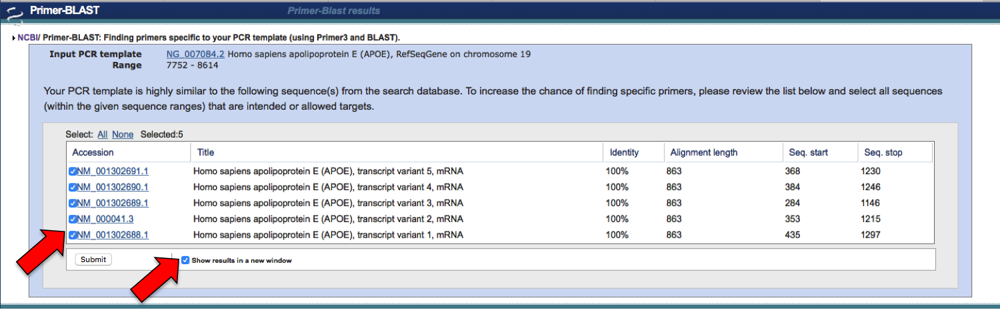 Primer-BLAST Primer-Blast results
NCBI/ Primer-BLAST: Finding primers specific to your PCR template (using Primer3 and BLAST).
Input PCR template NG_007084.2 Homo sapiens apolipoprotein E (APOE), RefSeqGene on chromosome 19
Range 7752 - 8614
Your PCR template is highly similar to the following sequence(s) from the search database. To increase the chance of finding specific primers, please review the list below and select all sequences
(within the given sequence ranges) that are intended or allowed targets.
Select: All None Selected:5
Accession Title Identity Alignment length Seq. start Seq. stop
NM_001302691.1 Homo sapiens apolipoprotein E (APOE), transcript variant 5, mRNA 100% 863 368 1230
NM_001302690.1 Homo sapiens apolipoprotein E (APOE), transcript variant 4, mRNA 100% 863 384 1246
NM_001302689.1 Homo sapiens apolipoprotein E (APOE), transcript variant 3, mRNA 100% 863 284 1146
NM_000041.3 Homo sapiens apolipoprotein E (APOE), transcript variant 2, mRNA 100% 863 353 1215
NM_001302688.1 Homo sapiens apolipoprotein E (APOE), transcript variant 1, mRNA 100% 863 435 1297
Submit Show results in a new window